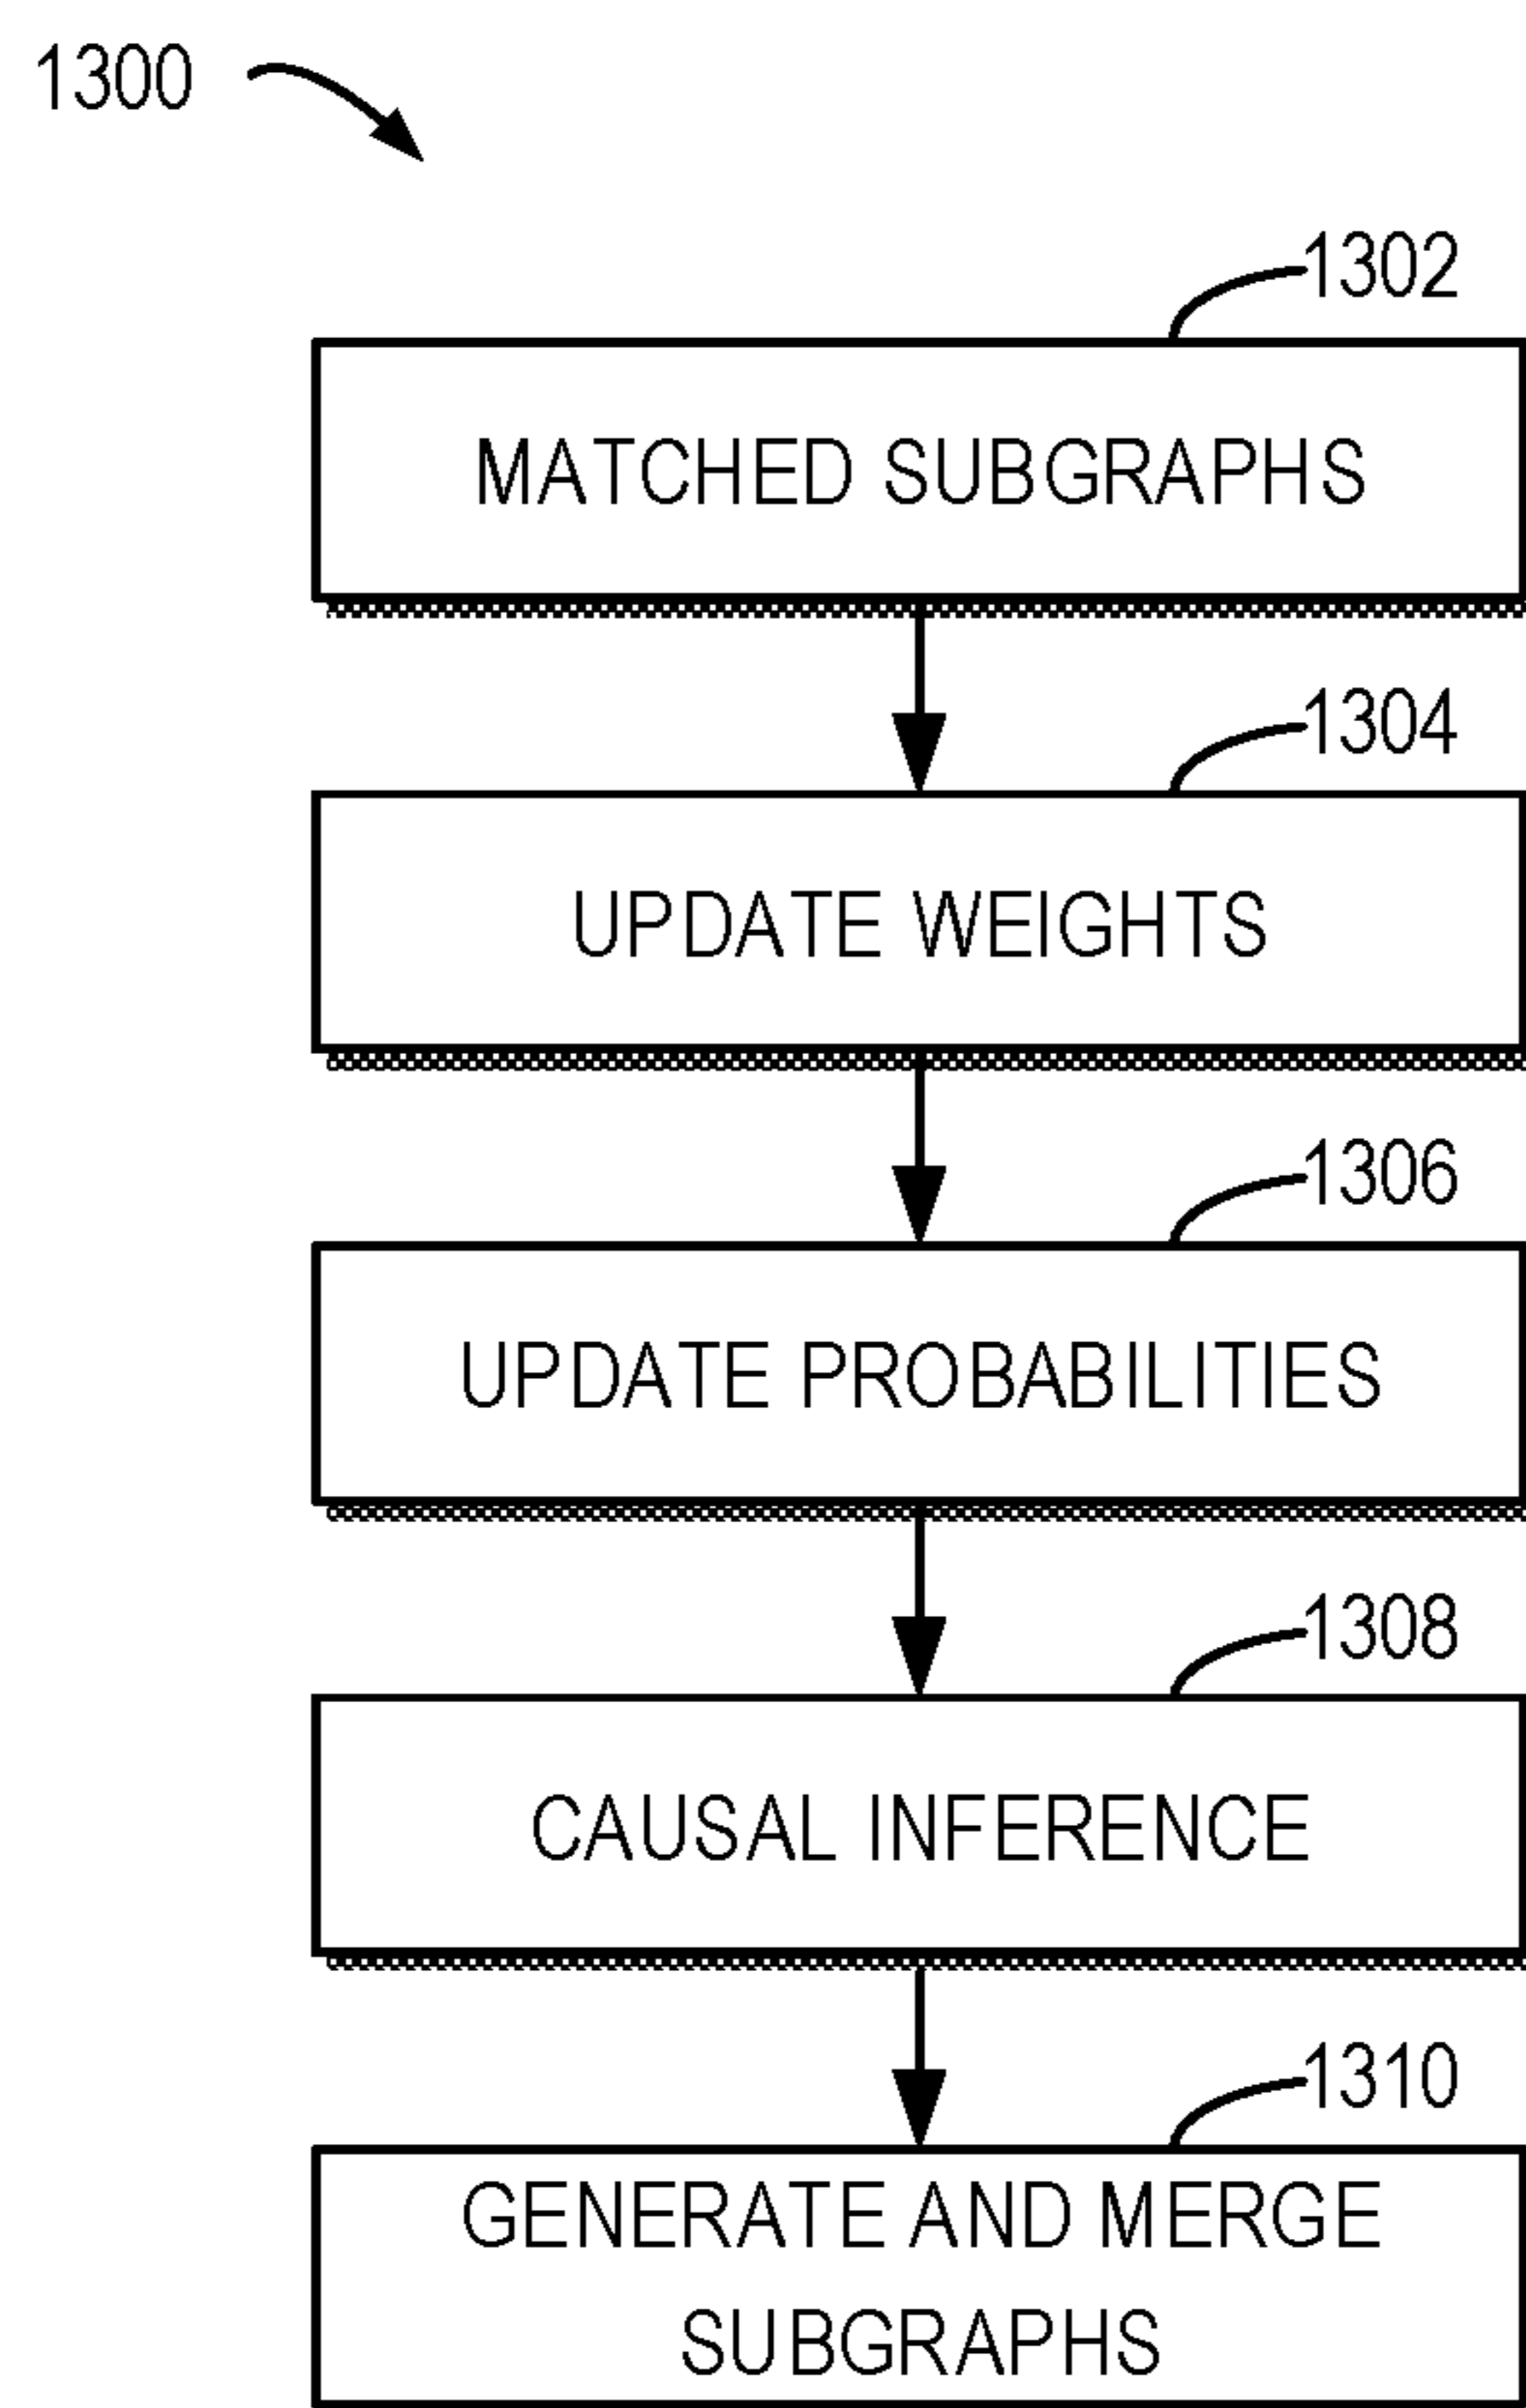 1300
1302
MATCHED SUBGRAPHS
1304
UPDATE WEIGHTS
1306
UPDATE PROBABILITIES
1308
CAUSAL INFERENCE
1310
GENERATE AND MERGE
SUBGRAPHS